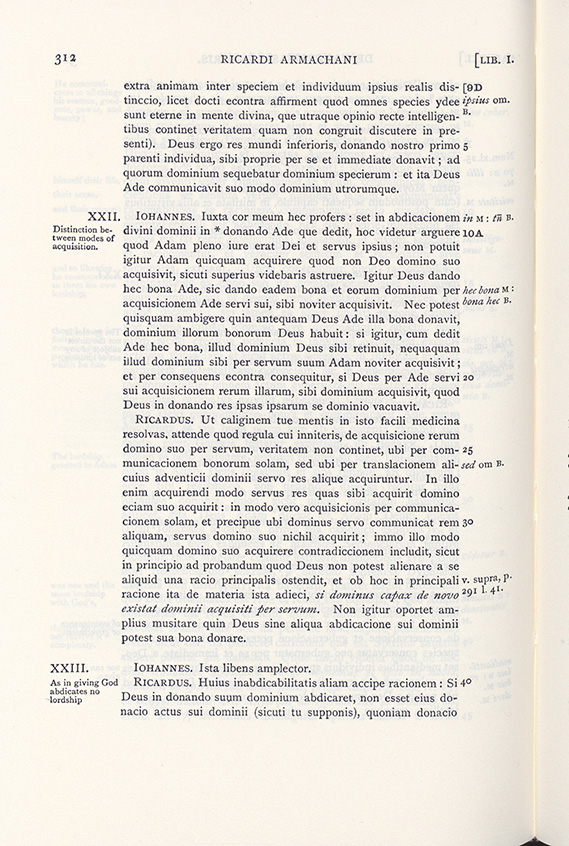 312 RICARDI ARMACHANI [LIB. I.
extra animam inter speciem et individuum ipsius realis dis- [9D
tinccio, licet docti econtra affirment quod omnes species ydee ipsius om.
sunt eterne in mente divina, que utraque opinio recte intelligen- B.
tibus continet veritatem quam non congruit discutere in pre-
senti). Deus ergo res mundi inferioris, donando nostro primo 5
parenti individua, sibi proprie per se et immediate donavit; ad
quorum dominium sequebatur dominium specierum: et ita Deus
Ade communicavit suo modo dominium utrorumque.
XXII. IOHANNES. Iuxta cor meum hec profers: set in abdicacionem in M: tñ B.
Distinction be- divini dominii in * donando Ade que dedit, hoc videtur arguere 10A
tween modes of quod Adam pleno iure erat Dei et servus ipsius; non potuit
acquisition. igitur Adam quicquam acquirere quod non Deo domino suo
acquisivit, sicuti superius videbaris astruere. Igitur Deus dando
hec bona Ade, sic dando eadem bona et eorum dominium per hec bona M:
acquisicionem Ade servi sui, sibi noviter acquisivit. Nec potest bona hec B.
quisquam ambigere quin antequam Deus Ade illa bona donavit,
dominium illorum bonorum Deus habuit: si igitur, cum dedit
Ade hec bona, illud dominium Deus sibi retinuit, nequaquam
illud dominium sibi per servum suum Adam noviter acquisivit;
et per consequens econtra consequitur, si Deus per Ade servi 20
sui acquisicionem rerum illarum, sibi dominium acquisivit, quod
Deus in donando res ipsas ipsarum se dominio vacuavit.
RICARDUS. Ut caliginem tue mentis in isto facili medicina
resolvas, attende quod regula cui inniteris, de acquisicione rerum
domino suo per servum, veritatem non continet, ubi per com- 25
municacionem bonorum solam, sed ubi per translacionem ali- sed om B.
cuius adventicii dominii servo res alique acquiruntur. In illo
enim acquirendi modo servus res quas sibi acquirit domino
eciam suo acquirit: in modo vero acquisicionis per communica-
cionem solam, et precipue ubi dominus servo communicat rem 30
aliquam, servus domino suo nichil acquirit; immo illo modo
quicquam domino suo acquirere contradiccionem includit, sicut
in principio ad probandum quod Deus non potest alienare a se
aliquid una racio principalis ostendit, et ob hoc in principali v. supra, p.
racione ita de materia ista adieci, si dominus capax de novo 291 l. 41.
existat dominii acquisiti per servum. Non igitur oportet am-
plius musitare quin Deus sine aliqua abdicacione sui dominii
potest sua bona donare.
XXIII. IOHANNES. Ista libens amplector.
As in giving God RICARDUS. Huius inabdicabilitatis aliam accipe racionem: Si 40
abdicates no Deus in donando suum dominium abdicaret, non esset eius do-
lordship nacio actus sui dominii (sicuti tu supponis), quoniam donacio